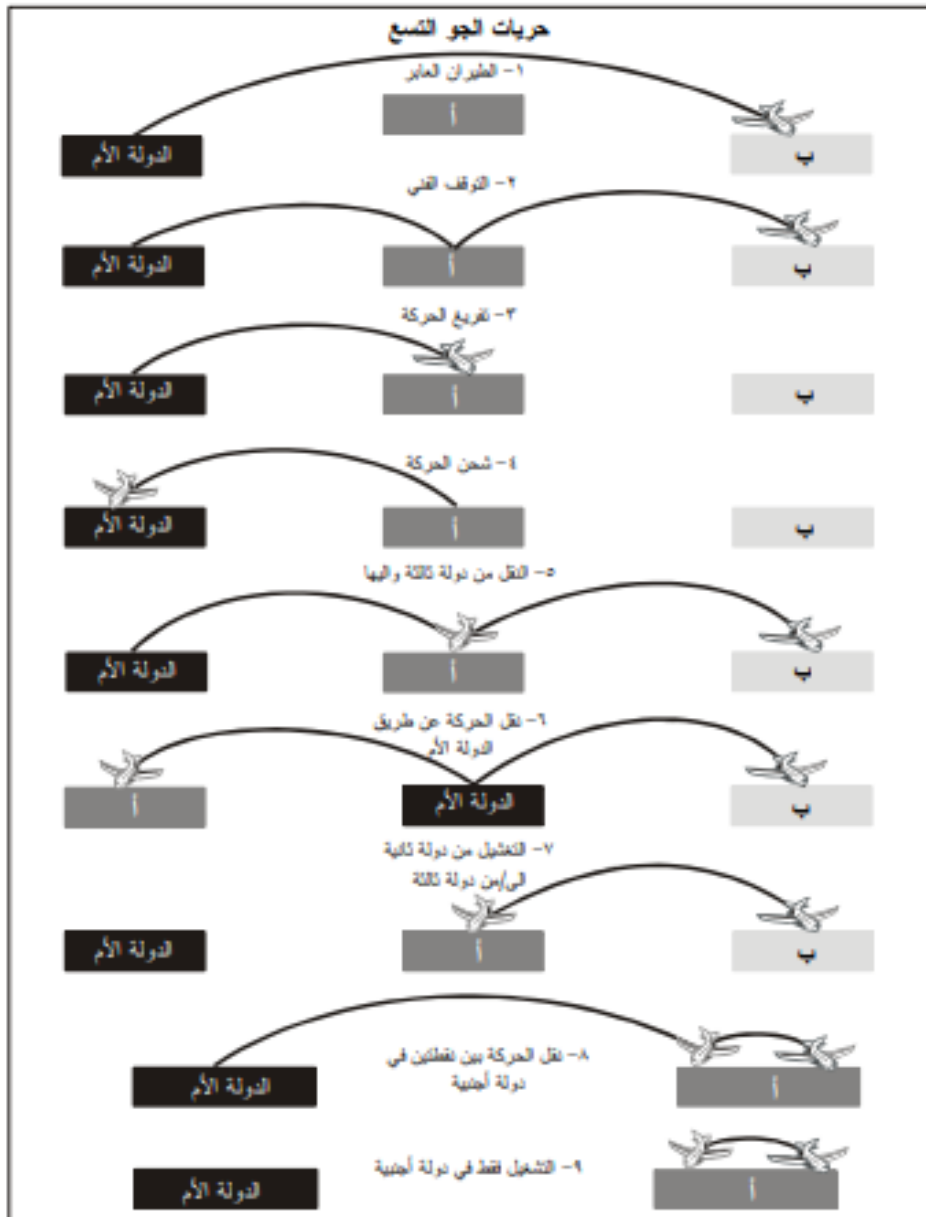 حريات الجو التسع
١- الطيران العابر
أ
الدولة الأم
ب
٢- التوقف الفني
الدولة الأم
أ
ب
٣- تفريغ الحركة
الدولة الأم
أ
ب
٤- شحن الحركة
الدولة الأم
أ
ب
٥- النقل من دولة ثالثة واليها
الدولة الأم
أ
ب
٦- نقل الحركة عن طريق
الدولة الأم
أ
الدولة الأم
ب
٧- التشغيل من دولة ثانية
الى/من دولة ثالثة
الدولة الأم
أ
ب
٨- نقل الحركة بين نقطتين في
دولة أجنبية
الدولة الأم
أ
٩- التشغيل فقط في دولة أجنبية
الدولة الأم
أ